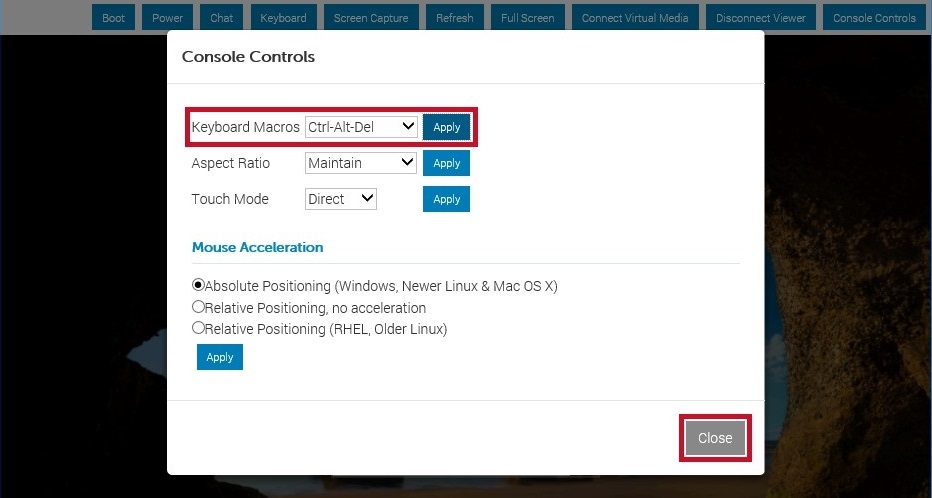 Boot Power Chat Keyboard Screen Capture Refresh Full Screen Connect Virtual Media Disconnect Viewer Console Controls
Console Controls
Keyboard Macros Ctrl-Alt-Del Apply
Aspect Ratio Maintain Apply
Touch Mode Direct Apply
Mouse Acceleration
Absolute Positioning (Windows, Newer Linux & Mac OS X)
Relative Positioning, no acceleration
Relative Positioning (RHEL, Older Linux)
Apply
Close